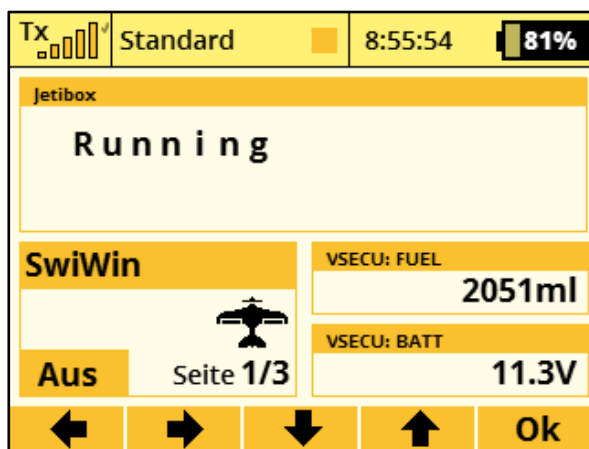 Tx Standard 8:55:54 81%
Jetibox
Running
SwiWin
Aus Seite 1/3
VSECU: FUEL
2051ml
VSECU: BATT
11.3V
Ok